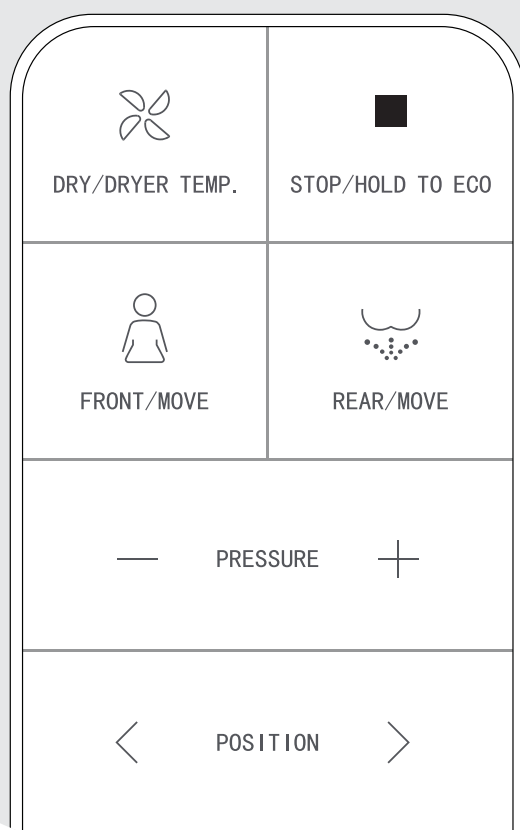 DRY/DRYER TEMP.
STOP/HOLD TO ECO
FRONT/MOVE
REAR/MOVE
PRESSURE
POSITION